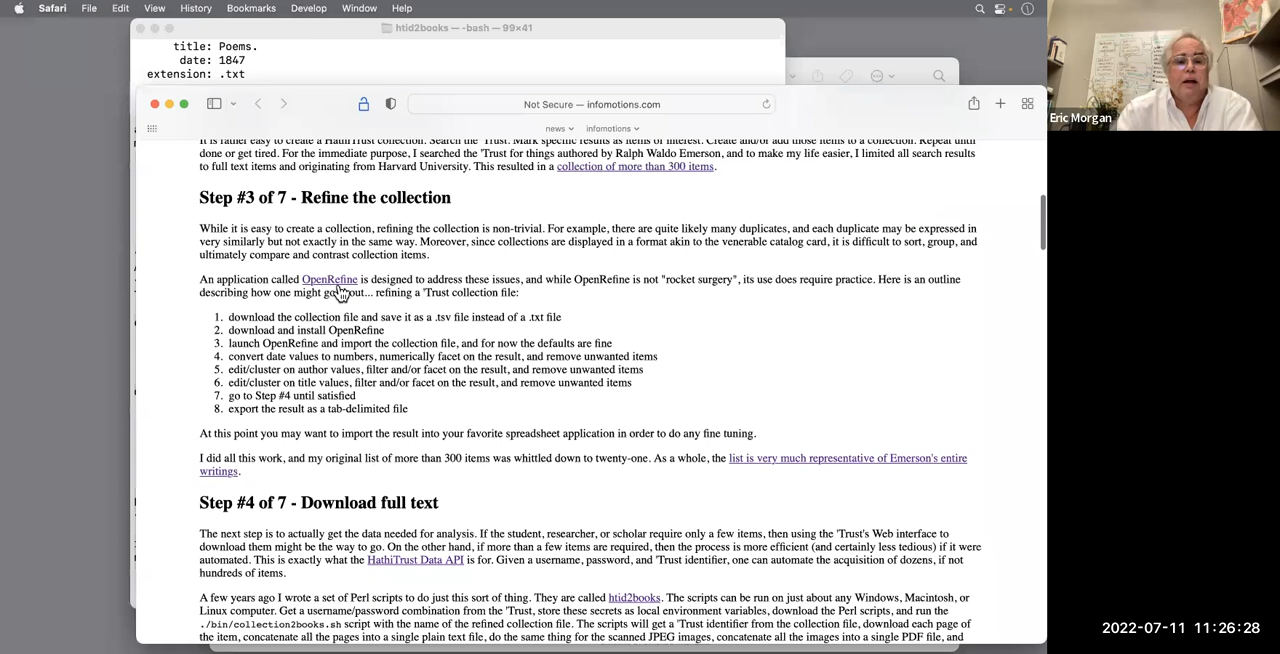 Safari File Edit View History Bookmarks Develop Window Help
htid2books — -bash — 99×41
title: Poems.
date: 1847
extension: .txt
Not Secure — infomotions.com
news infomotions
It is rather easy to create a HathiTrust collection. Search the 'Trust. Mark specific results as items of interest. Create and/or add those items to a collection. Repeat until
done or get tired. For the immediate purpose, I searched the 'Trust for things authored by Ralph Waldo Emerson, and to make my life easier, I limited all search results
to full text items and originating from Harvard University. This resulted in a collection of more than 300 items.
Step #3 of 7 - Refine the collection
While it is easy to create a collection, refining the collection is non-trivial. For example, there are quite likely many duplicates, and each duplicate may be expressed in
very similarly but not exactly in the same way. Moreover, since collections are displayed in a format akin to the venerable catalog card, it is difficult to sort, group, and
ultimately compare and contrast collection items.
An application called OpenRefine is designed to address these issues, and while OpenRefine is not "rocket surgery", its use does require practice. Here is an outline
describing how one might go out... refining a 'Trust collection file:
1. download the collection file and save it as a .tsv file instead of a .txt file
2. download and install OpenRefine
3. launch OpenRefine and import the collection file, and for now the defaults are fine
4. convert date values to numbers, numerically facet on the result, and remove unwanted items
5. edit/cluster on author values, filter and/or facet on the result, and remove unwanted items
6. edit/cluster on title values, filter and/or facet on the result, and remove unwanted items
7. go to Step #4 until satisfied
8. export the result as a tab-delimited file
At this point you may want to import the result into your favorite spreadsheet application in order to do any fine tuning.
I did all this work, and my original list of more than 300 items was whittled down to twenty-one. As a whole, the list is very much representative of Emerson's entire
writings.
Step #4 of 7 - Download full text
The next step is to actually get the data needed for analysis. If the student, researcher, or scholar require only a few items, then using the 'Trust's Web interface to
download them might be the way to go. On the other hand, if more than a few items are required, then the process is more efficient (and certainly less tedious) if it were
automated. This is exactly what the HathiTrust Data API is for. Given a username, password, and 'Trust identifier, one can automate the acquisition of dozens, if not
hundreds of items.
A few years ago I wrote a set of Perl scripts to do just this sort of thing. They are called htid2books. The scripts can be run on just about any Windows, Macintosh, or
Linux computer. Get a username/password combination from the 'Trust, store these secrets as local environment variables, download the Perl scripts, and run the
./bin/collection2books.sh script with the name of the refined collection file. The scripts will get a 'Trust identifier from the collection file, download each page of
the item, concatenate all the pages into a single plain text file, do the same thing for the scanned JPEG images, concatenate all the images into a single PDF file, and
Eric Morgan
2022-07-11 11:26:28